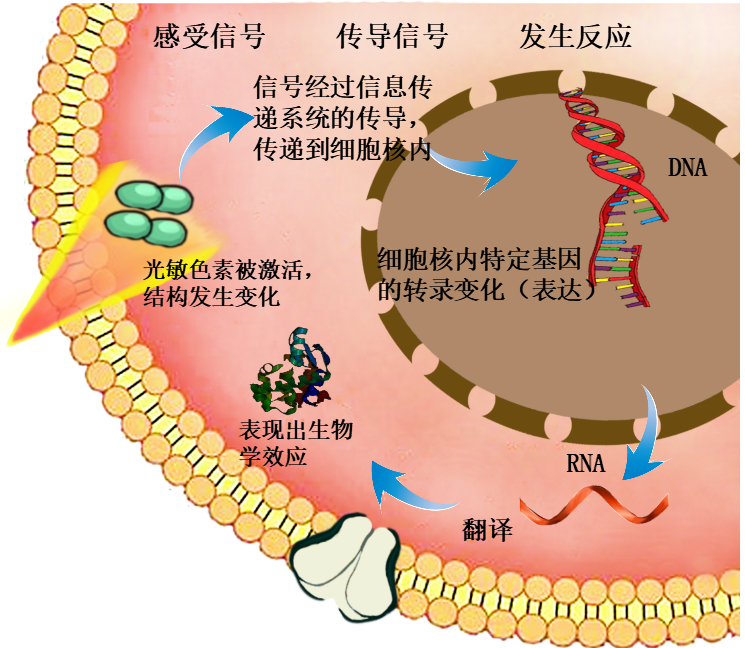 感受信号
传导信号
发生反应
信号经过信息传
递系统的传导，
传递到细胞核内
DNA
光敏色素被激活，
结构发生变化
细胞核内特定基因
的转录变化（表达）
表现出生物
学效应
RNA
翻译